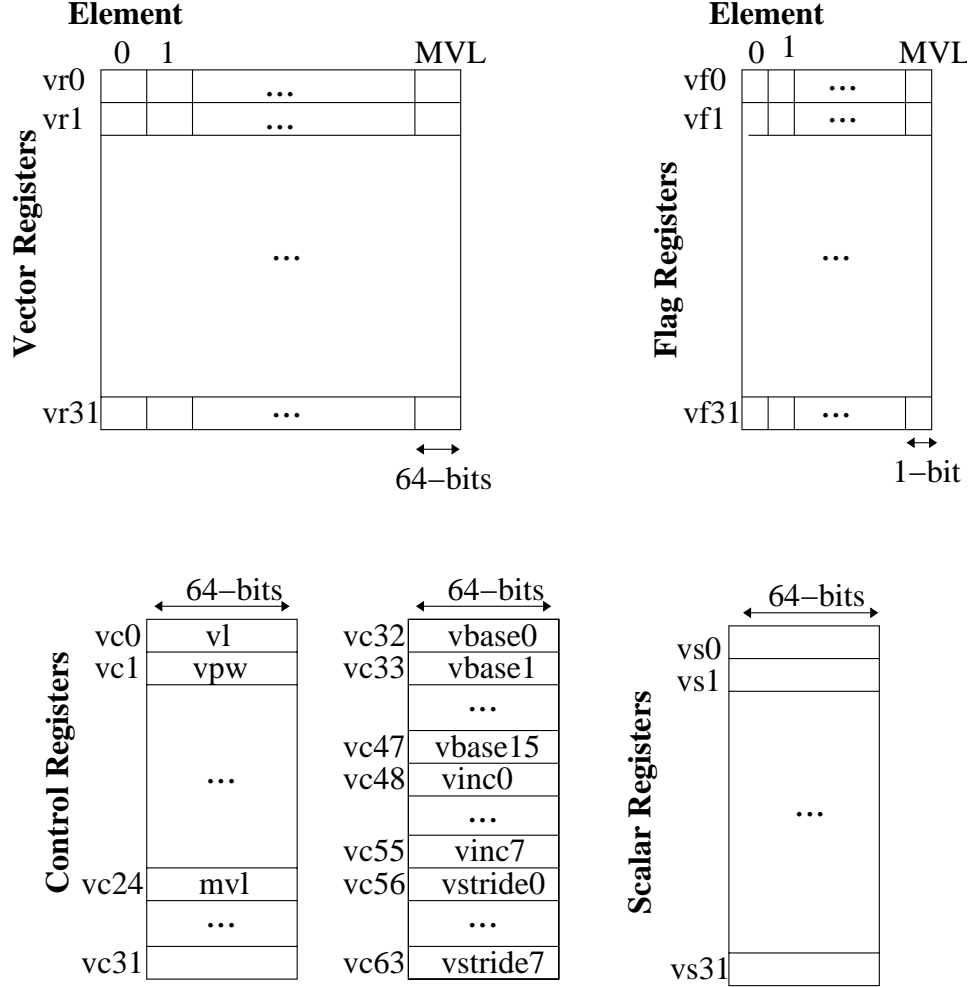 Element
0 1 MVL
vr0 ...
vr1 ...
Vector Registers
...
vr31 ...
64−bits
Element
0 1 MVL
vf0 ...
vf1 ...
Flag Registers
...
vf31 ...
1−bit
Control Registers
64−bits
vc0 vl
vc1 vpw
...
vc24 mvl
...
vc31
64−bits
vc32 vbase0
vc33 vbase1
...
vc47 vbase15
vc48 vinc0
...
vc55 vinc7
vc56 vstride0
...
vc63 vstride7
Scalar Registers
64−bits
vs0
vs1
...
vs31